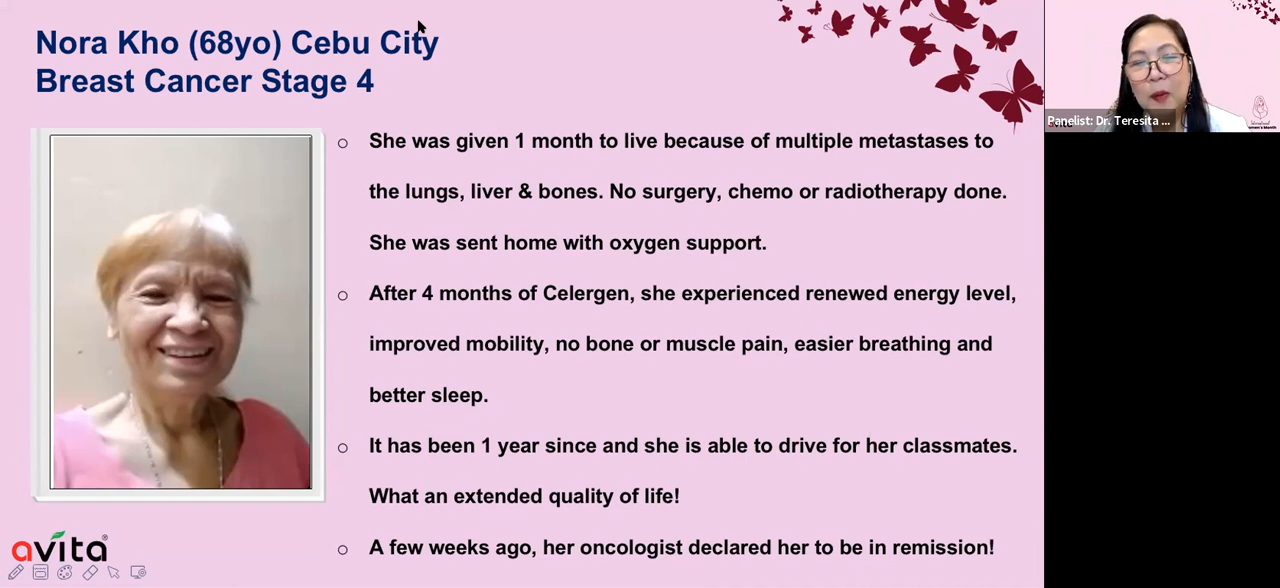 Nora Kho (68yo) Cebu City
Breast Cancer Stage 4
She was given 1 month to live because of multiple metastases to
the lungs, liver & bones. No surgery, chemo or radiotherapy done.
She was sent home with oxygen support.
After 4 months of Celergen, she experienced renewed energy level,
improved mobility, no bone or muscle pain, easier breathing and
better sleep.
It has been 1 year since and she is able to drive for her classmates.
What an extended quality of life!
A few weeks ago, her oncologist declared her to be in remission!
avita®
Panelist: Dr. Teresita ...